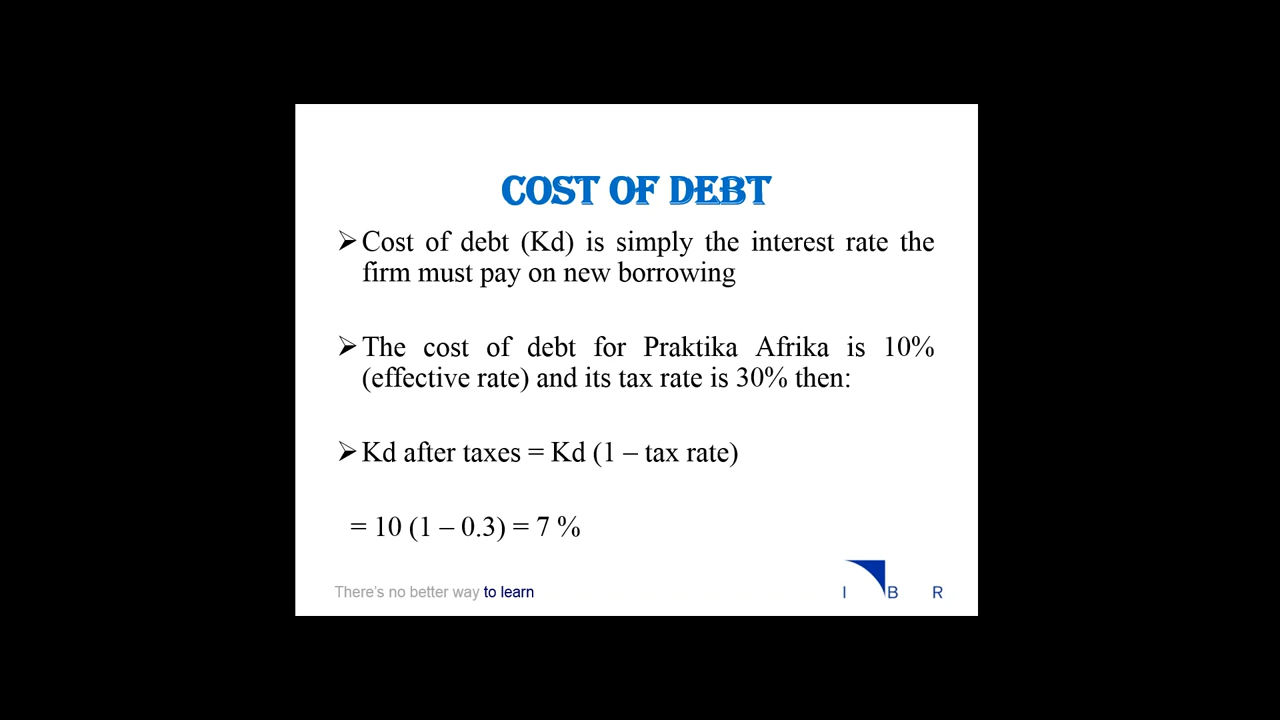 COST OF DEBT
➢Cost of debt (Kd) is simply the interest rate the
firm must pay on new borrowing
➢The cost of debt for Praktika Afrika is 10%
(effective rate) and its tax rate is 30% then:
➢Kd after taxes = Kd (1 – tax rate)
= 10 (1 – 0.3) = 7 %
There's no better way to learn
I B R